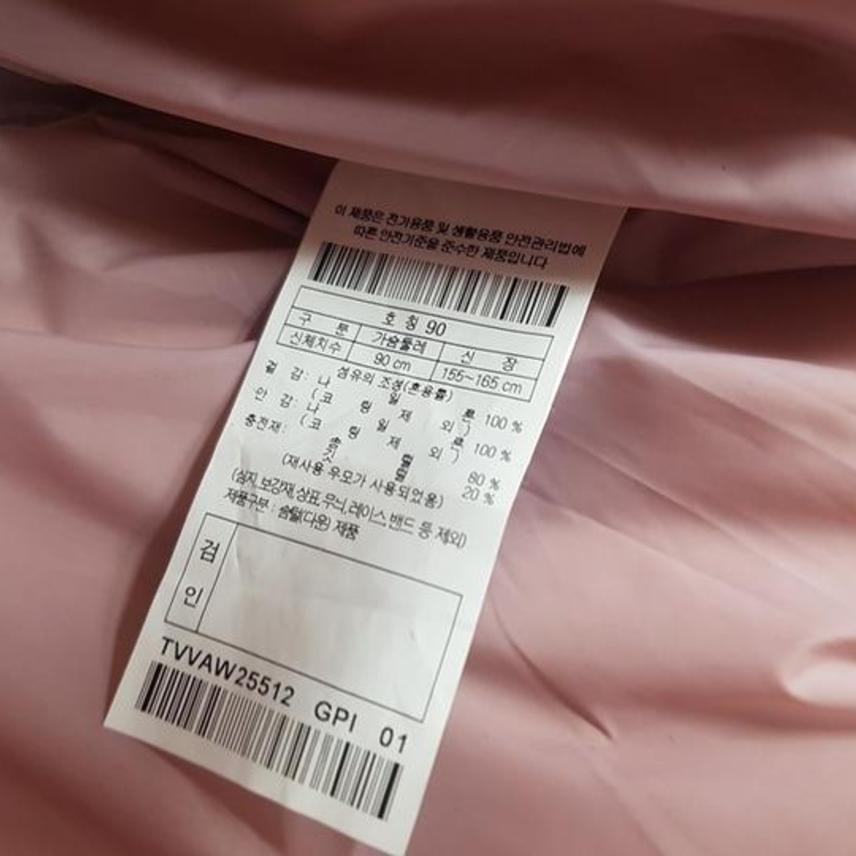 이 제품은 전기용품 및 생활용품 안전관리법에
따른 안전기준을 준수한 제품입니다
호 칭 90
구 분 가슴둘레 신 장
신체치수 90 cm 155~165 cm
섬유의 조성(혼용률)
겉 감: 나 일 론 100 %
(코 팅 제 외)
안 감: 나 일 론 100 %
(코 팅 제 외)
충전재: 솜 털 80 %
깃 털 20 %
(재사용 우모가 사용되었음)
(심지,보강재,상표,무늬,레이스,밴드 등 제외)
제품구분 : 솜털(다운) 제품
검
인
TVVAW25512 GPI 01